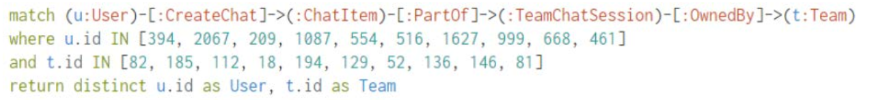 match (u:User)-[:CreateChat]->(:ChatItem)-[:PartOf]->(:TeamChatSession)-[:OwnedBy]->(t:Team)
where u.id IN [394, 2067, 209, 1087, 554, 516, 1627, 999, 668, 461]
and t.id IN [82, 185, 112, 18, 194, 129, 52, 136, 146, 81]
return distinct u.id as User, t.id as Team